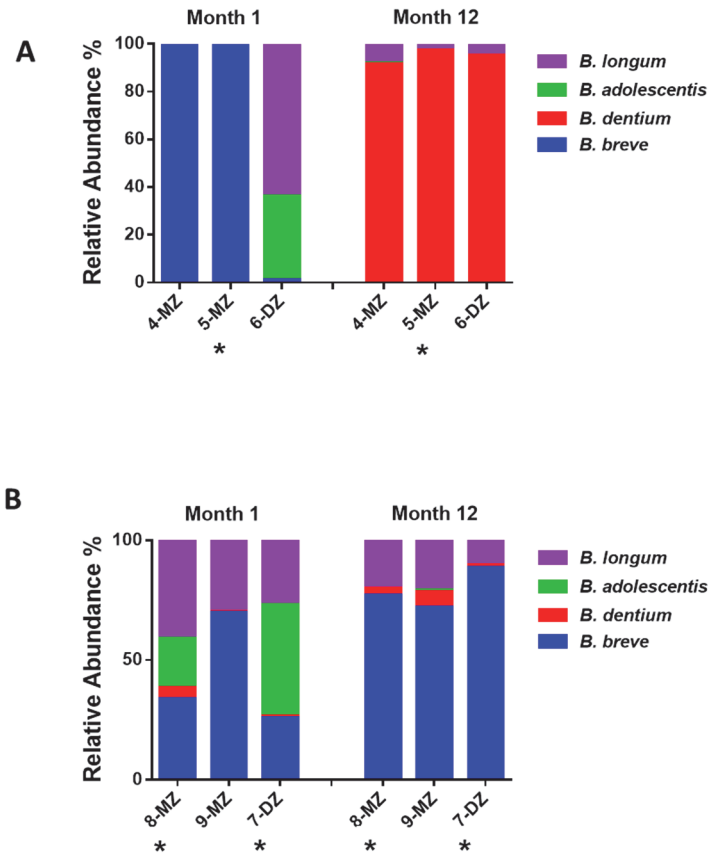 A
Month 1
Month 12
Relative Abundance %
100
80
60
40
20
0
4-MZ
5-MZ
6-DZ
4-MZ
5-MZ
6-DZ
*
*
B. longum
B. adolescentis
B. dentium
B. breve
B
Month 1
Month 12
Relative Abundance %
100
50
0
8-MZ
9-MZ
7-DZ
8-MZ
9-MZ
7-DZ
*
*
*
*
B. longum
B. adolescentis
B. dentium
B. breve